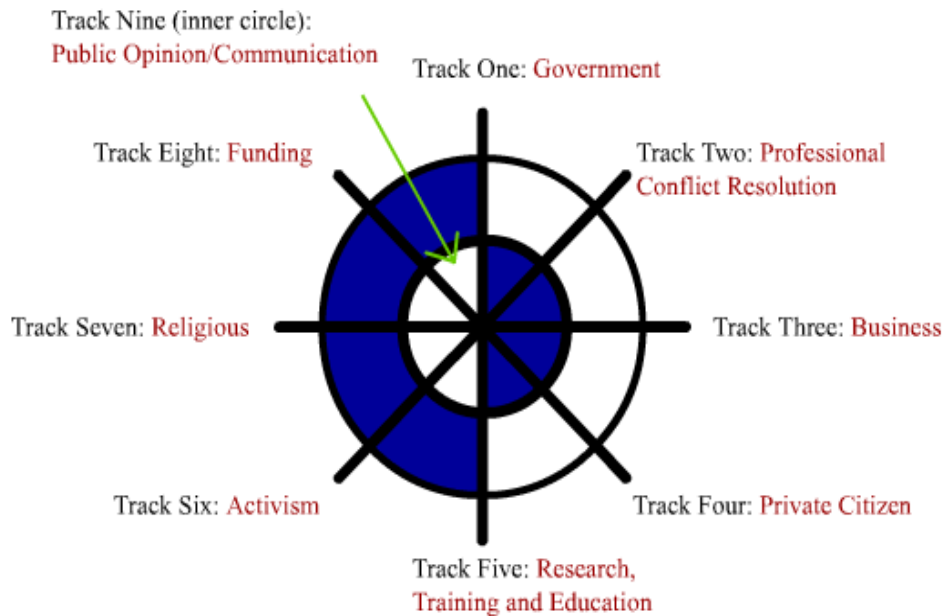 Track Nine (inner circle):
Public Opinion/Communication
Track One: Government
Track Eight: Funding
Track Two: Professional
Conflict Resolution
Track Seven: Religious
Track Three: Business
Track Six: Activism
Track Four: Private Citizen
Track Five: Research,
Training and Education